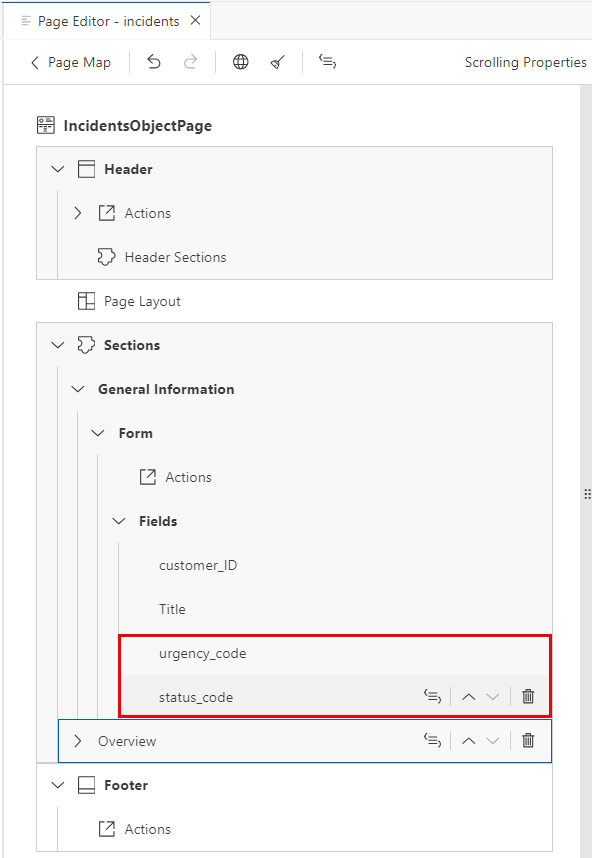 Page Editor - incidents
Page Map
Scrolling Properties
IncidentsObjectPage
Header
Actions
Header Sections
Page Layout
Sections
General Information
Form
Actions
Fields
customer_ID
Title
urgency_code
status_code
Overview
Footer
Actions